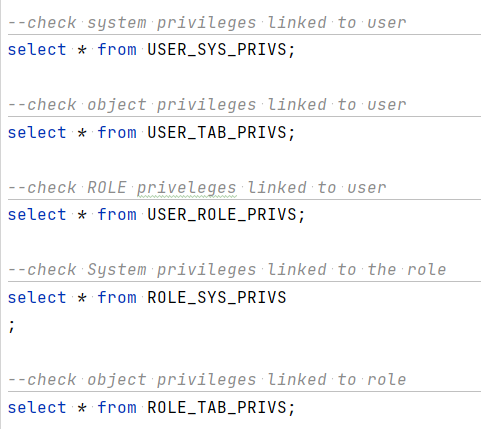 --check system privileges linked to user
select * from USER_SYS_PRIVS;
--check object privileges linked to user
select * from USER_TAB_PRIVS;
--check ROLE priveleges linked to user
select * from USER_ROLE_PRIVS;
--check System privileges linked to the role
select * from ROLE_SYS_PRIVS
;
--check object privileges linked to role
select * from ROLE_TAB_PRIVS;